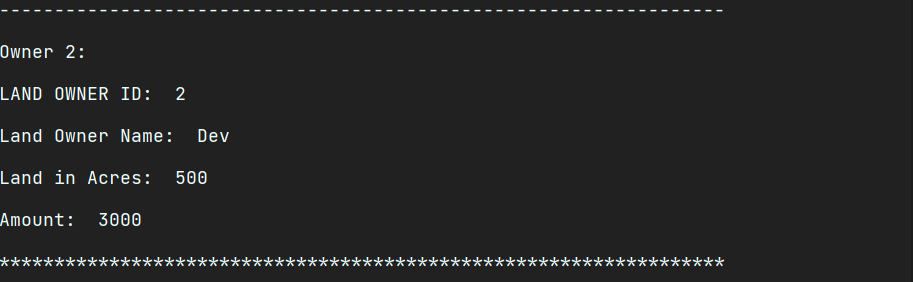 ------------------------------------------------------------------
Owner 2:
LAND OWNER ID:  2
Land Owner Name:  Dev
Land in Acres:  500
Amount:  3000
******************************************************************